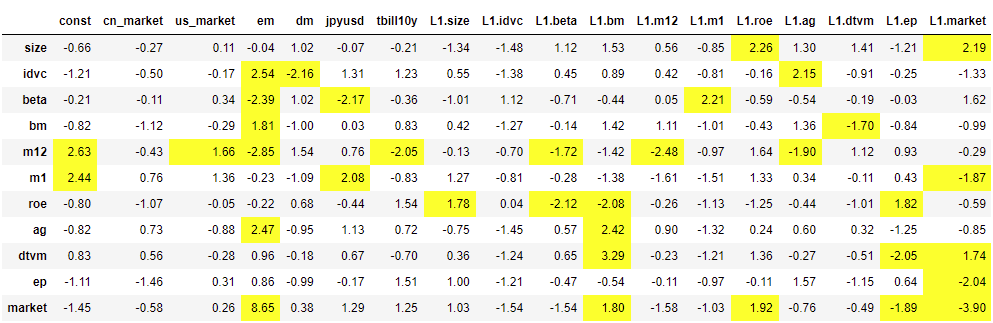 const cn_market us_market em dm jpyusd tbill10y L1.size L1.idvc L1.beta L1.bm L1.m12 L1.m1 L1.roe L1.ag L1.dtvm L1.ep L1.market
size -0.66 -0.27 0.11 -0.04 1.02 -0.07 -0.21 -1.34 -1.48 1.12 1.53 0.56 -0.85 2.26 1.30 1.41 -1.21 2.19
idvc -1.21 -0.50 -0.17 2.54 -2.16 1.31 1.23 0.55 -1.38 0.45 0.89 0.42 -0.81 -0.16 2.15 -0.91 -0.25 -1.33
beta -0.21 -0.11 0.34 -2.39 1.02 -2.17 -0.36 -1.01 1.12 -0.71 -0.44 0.05 2.21 -0.59 -0.54 -0.19 -0.03 1.62
bm -0.82 -1.12 -0.29 1.81 -1.00 0.03 0.83 0.42 -1.27 -0.14 1.42 1.11 -1.01 -0.43 1.36 -1.70 -0.84 -0.99
m12 2.63 -0.43 1.66 -2.85 1.54 0.76 -2.05 -0.13 -0.70 -1.72 -1.42 -2.48 -0.97 1.64 -1.90 1.12 0.93 -0.29
m1 2.44 0.76 1.36 -0.23 -1.09 2.08 -0.83 1.27 -0.81 -0.28 -1.38 -1.61 -1.51 1.33 0.34 -0.11 0.43 -1.87
roe -0.80 -1.07 -0.05 -0.22 0.68 -0.44 1.54 1.78 0.04 -2.12 -2.08 -0.26 -1.13 -1.25 -0.44 -1.01 1.82 -0.59
ag -0.82 0.73 -0.88 2.47 -0.95 1.13 0.72 -0.75 -1.45 0.57 2.42 0.90 -1.32 0.24 0.60 0.32 -1.25 -0.85
dtvm 0.83 0.56 -0.28 0.96 -0.18 0.67 -0.70 0.36 -1.24 0.65 3.29 -0.23 -1.21 1.36 -0.27 -0.51 -2.05 1.74
ep -1.11 -1.46 0.31 0.86 -0.99 -0.17 1.51 1.00 -1.21 -0.47 -0.54 -0.11 -0.97 -0.11 1.57 -1.15 0.64 -2.04
market -1.45 -0.58 0.26 8.65 0.38 1.29 1.25 1.03 -1.54 -1.54 1.80 -1.58 -1.03 1.92 -0.76 -0.49 -1.89 -3.90